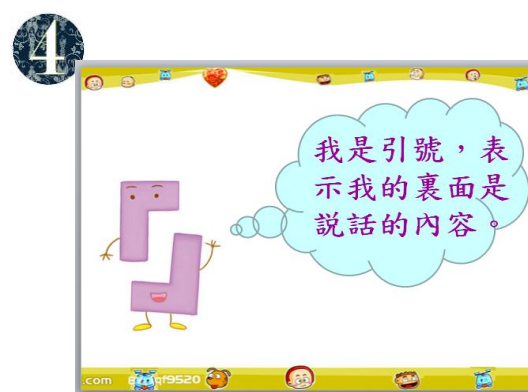 4
我是引號，表
示我的裏面是
説話的內容。
.com
qf9520